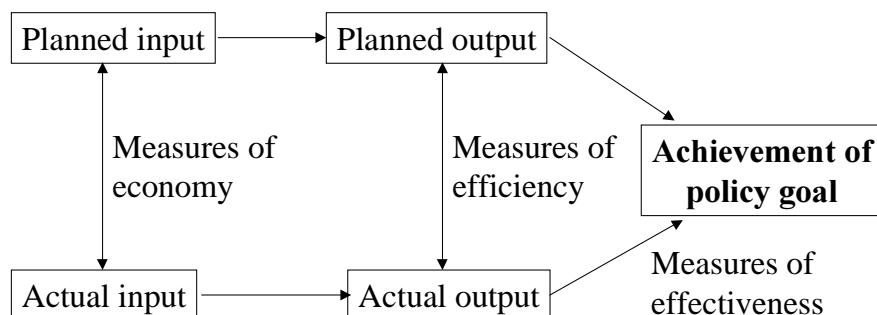 Planned input
Planned output
Measures of
economy
Measures of
efficiency
Achievement of
policy goal
Actual input
Actual output
Measures of
effectiveness